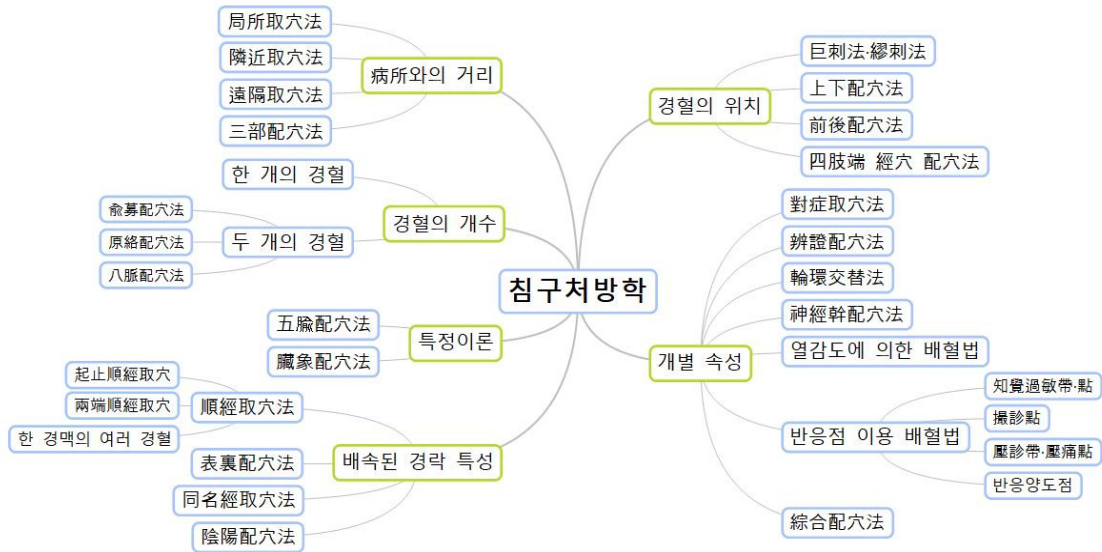 침구처방학
病所와의 거리
局所取穴法
隣近取穴法
遠隔取穴法
三部配穴法
경혈의 개수
한 개의 경혈
두 개의 경혈
兪募配穴法
原絡配穴法
八脈配穴法
특정이론
五腧配穴法
臟象配穴法
배속된 경락 특성
順經取穴法
起止順經取穴
兩端順經取穴
한 경맥의 여러 경혈
表裏配穴法
同名經取穴法
陰陽配穴法
경혈의 위치
巨刺法·繆刺法
上下配穴法
前後配穴法
四肢端 經穴 配穴法
개별 속성
對症取穴法
辨證配穴法
輪環交替法
神經幹配穴法
열감도에 의한 배혈법
반응점 이용 배혈법
知覺過敏帶·點
撮診點
壓診帶·壓痛點
반응양도점
綜合配穴法